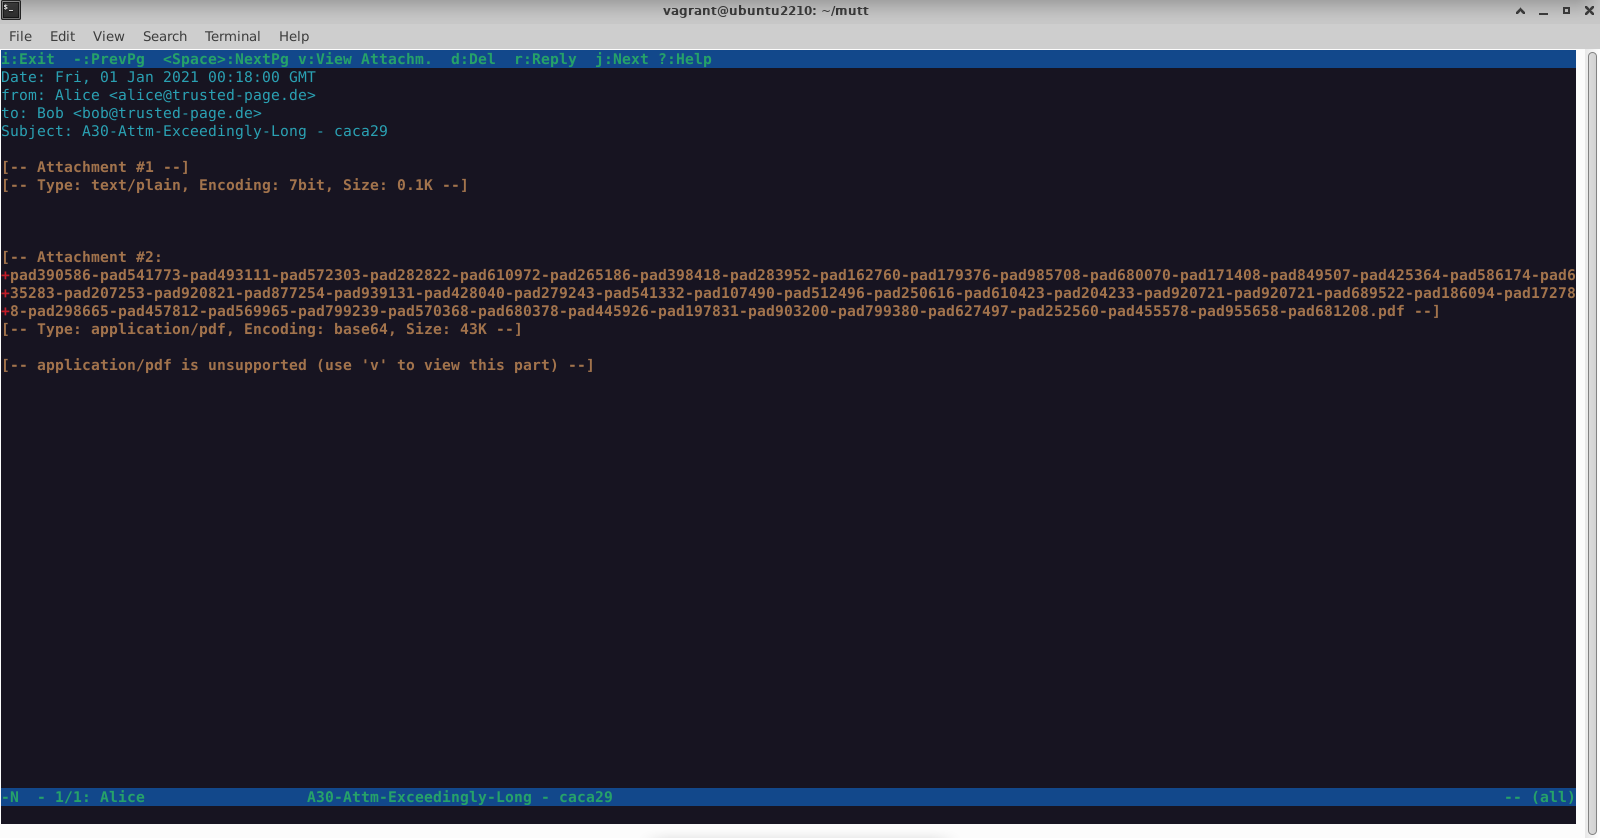 vagrant@ubuntu2210: ~/mutt
File Edit View Search Terminal Help
i:Exit  -:PrevPg  <Space>:NextPg v:View Attachm.  d:Del  r:Reply  j:Next ?:Help
Date: Fri, 01 Jan 2021 00:18:00 GMT
from: Alice <alice@trusted-page.de>
to: Bob <bob@trusted-page.de>
Subject: A30-Attm-Exceedingly-Long - caca29
[-- Attachment #1 --]
[-- Type: text/plain, Encoding: 7bit, Size: 0.1K --]
[-- Attachment #2:
+pad390586-pad541773-pad493111-pad572303-pad282822-pad610972-pad265186-pad398418-pad283952-pad162760-pad179376-pad985708-pad680070-pad171408-pad849507-pad425364-pad586174-pad6
+35283-pad207253-pad920821-pad877254-pad939131-pad428040-pad279243-pad541332-pad107490-pad512496-pad250616-pad610423-pad204233-pad920721-pad920721-pad689522-pad186094-pad17278
+8-pad298665-pad457812-pad569965-pad799239-pad570368-pad680378-pad445926-pad197831-pad903200-pad799380-pad627497-pad252560-pad455578-pad955658-pad681208.pdf --]
[-- Type: application/pdf, Encoding: base64, Size: 43K --]
[-- application/pdf is unsupported (use 'v' to view this part) --]
-N  - 1/1: Alice                  A30-Attm-Exceedingly-Long - caca29                  -- (all)